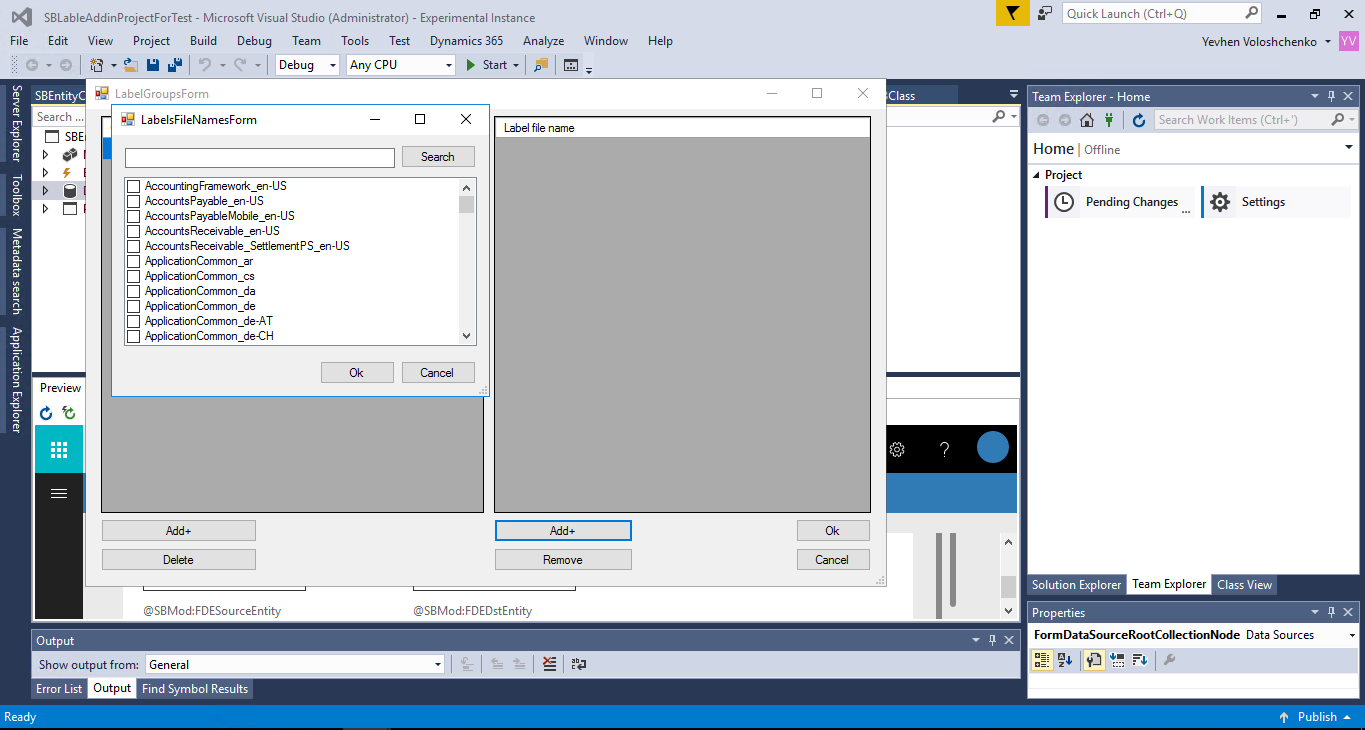 SBLableAddinProjectForTest - Microsoft Visual Studio (Administrator) - Experimental Instance
Quick Launch (Ctrl+Q)
File Edit View Project Build Debug Team Tools Test Dynamics 365 Analyze Window Help
Yevhen Voloshchenko YV
Debug Any CPU Start
Server Explorer
Toolbox
Metadata search
Application Explorer
SBEntityC
Class
Search ...
SBE
LabelGroupsForm
Label file name
LabelsFileNamesForm
Search
AccountingFramework_en-US
AccountsPayable_en-US
AccountsPayableMobile_en-US
AccountsReceivable_en-US
AccountsReceivable_SettlementPS_en-US
ApplicationCommon_ar
ApplicationCommon_cs
ApplicationCommon_da
ApplicationCommon_de
ApplicationCommon_de-AT
ApplicationCommon_de-CH
Ok Cancel
Preview
Add+ Add+ Ok
Delete Remove Cancel
@SBMod:FDESourceEntity @SBMod:FDEDstEntity
Output
Show output from: General
Error List Output Find Symbol Results
Team Explorer - Home
Search Work Items (Ctrl+')
Home | Offline
Project
Pending Changes ... Settings
Solution Explorer Team Explorer Class View
Properties
FormDataSourceRootCollectionNode Data Sources
Ready
Publish